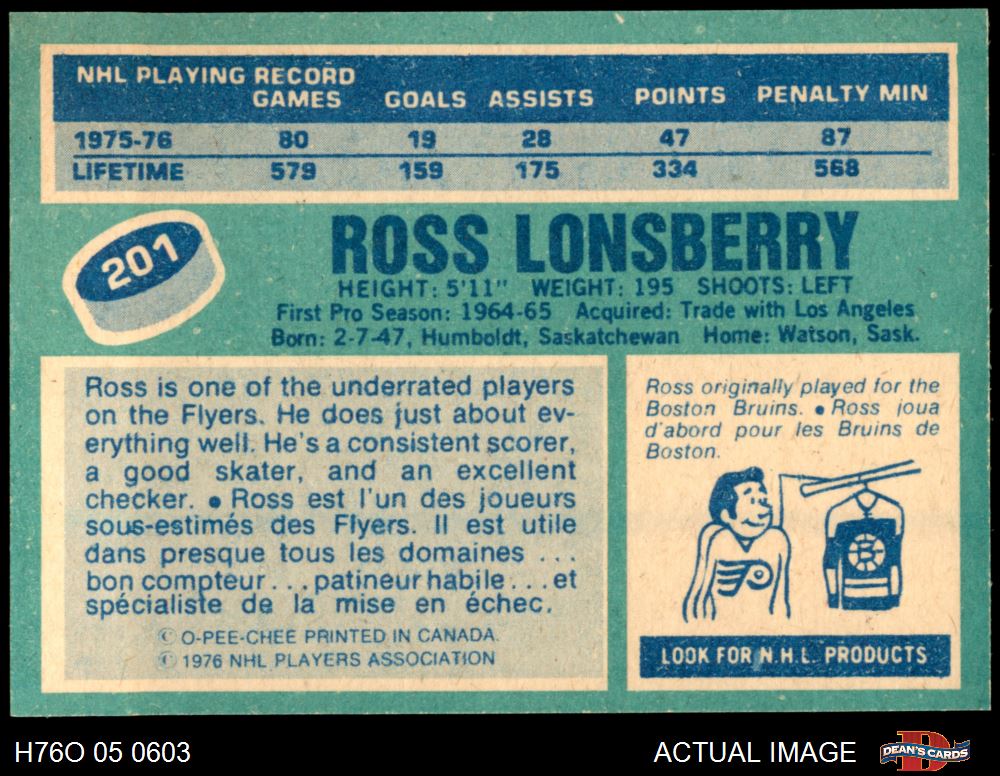 NHL PLAYING RECORD
GAMES GOALS ASSISTS POINTS PENALTY MIN
1975-76 80 19 28 47 87
LIFETIME 579 159 175 334 568
201
ROSS LONSBERRY
HEIGHT: 5'11" WEIGHT: 195 SHOOTS: LEFT
First Pro Season: 1964-65 Acquired: Trade with Los Angeles
Born: 2-7-47, Humboldt, Saskatchewan Home: Watson, Sask.
Ross is one of the underrated players
on the Flyers. He does just about ev-
erything well. He's a consistent scorer,
a good skater, and an excellent
checker. • Ross est l'un des joueurs
sous-estimés des Flyers. Il est utile
dans presque tous les domaines ...
bon compteur ... patineur habile ... et
spécialiste de la mise en échec.
© O-PEE-CHEE PRINTED IN CANADA.
© 1976 NHL PLAYERS ASSOCIATION
Ross originally played for the
Boston Bruins. • Ross joua
d'abord pour les Bruins de
Boston.
B
LOOK FOR N.H.L. PRODUCTS
H76O 05 0603
ACTUAL IMAGE
D
DEAN'S CARDS